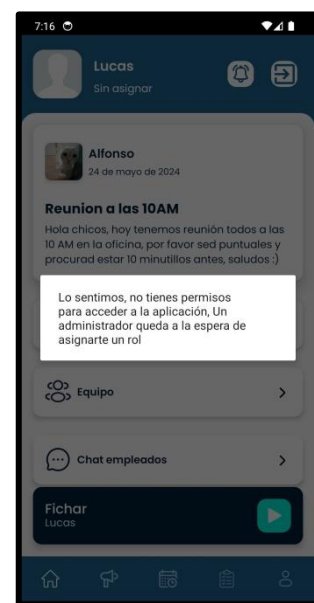 7:16
Lucas
Sin asignar
Alfonso
24 de mayo de 2024
Reunion a las 10AM
Hola chicos, hoy tenemos reunión todos a las
10 AM en la oficina, por favor sed puntuales y
procurad estar 10 minutillos antes, saludos :)
Lo sentimos, no tienes permisos
para acceder a la aplicación, Un
administrador queda a la espera de
asignarte un rol
Equipo
Chat empleados
Fichar
Lucas